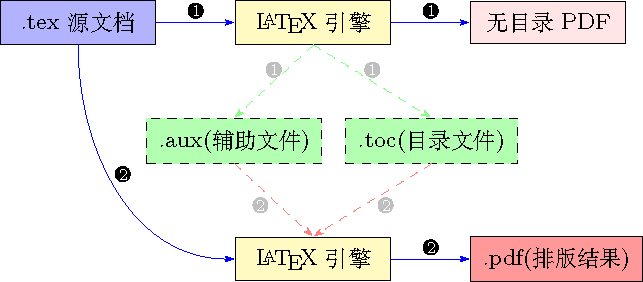 .tex 源文档
❶
LATEX 引擎
❶
无目录 PDF
❶
❶
.aux(辅助文件)
.toc(目录文件)
❷
❷
❷
LATEX 引擎
❷
.pdf(排版结果)